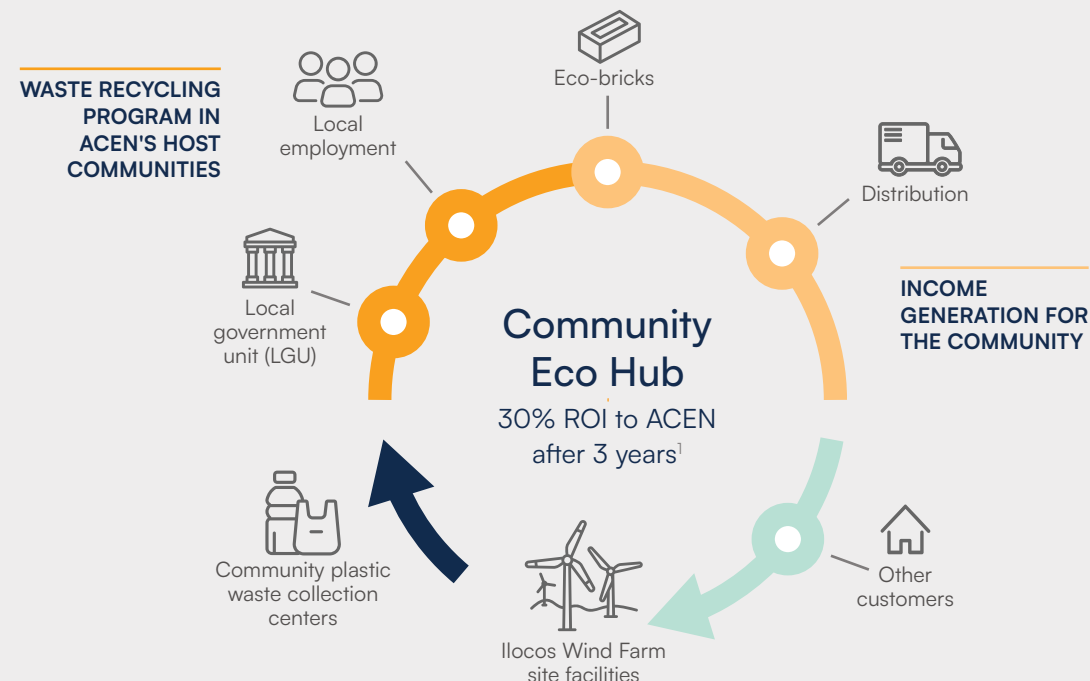 WASTE RECYCLING
PROGRAM IN
ACEN'S HOST
COMMUNITIES
Local
employment
Eco-bricks
Distribution
Local
government
unit (LGU)
INCOME
GENERATION FOR
THE COMMUNITY
Community
Eco Hub
30% ROI to ACEN
after 3 years¹
Community plastic
waste collection
centers
Other
customers
Ilocos Wind Farm
site facilities